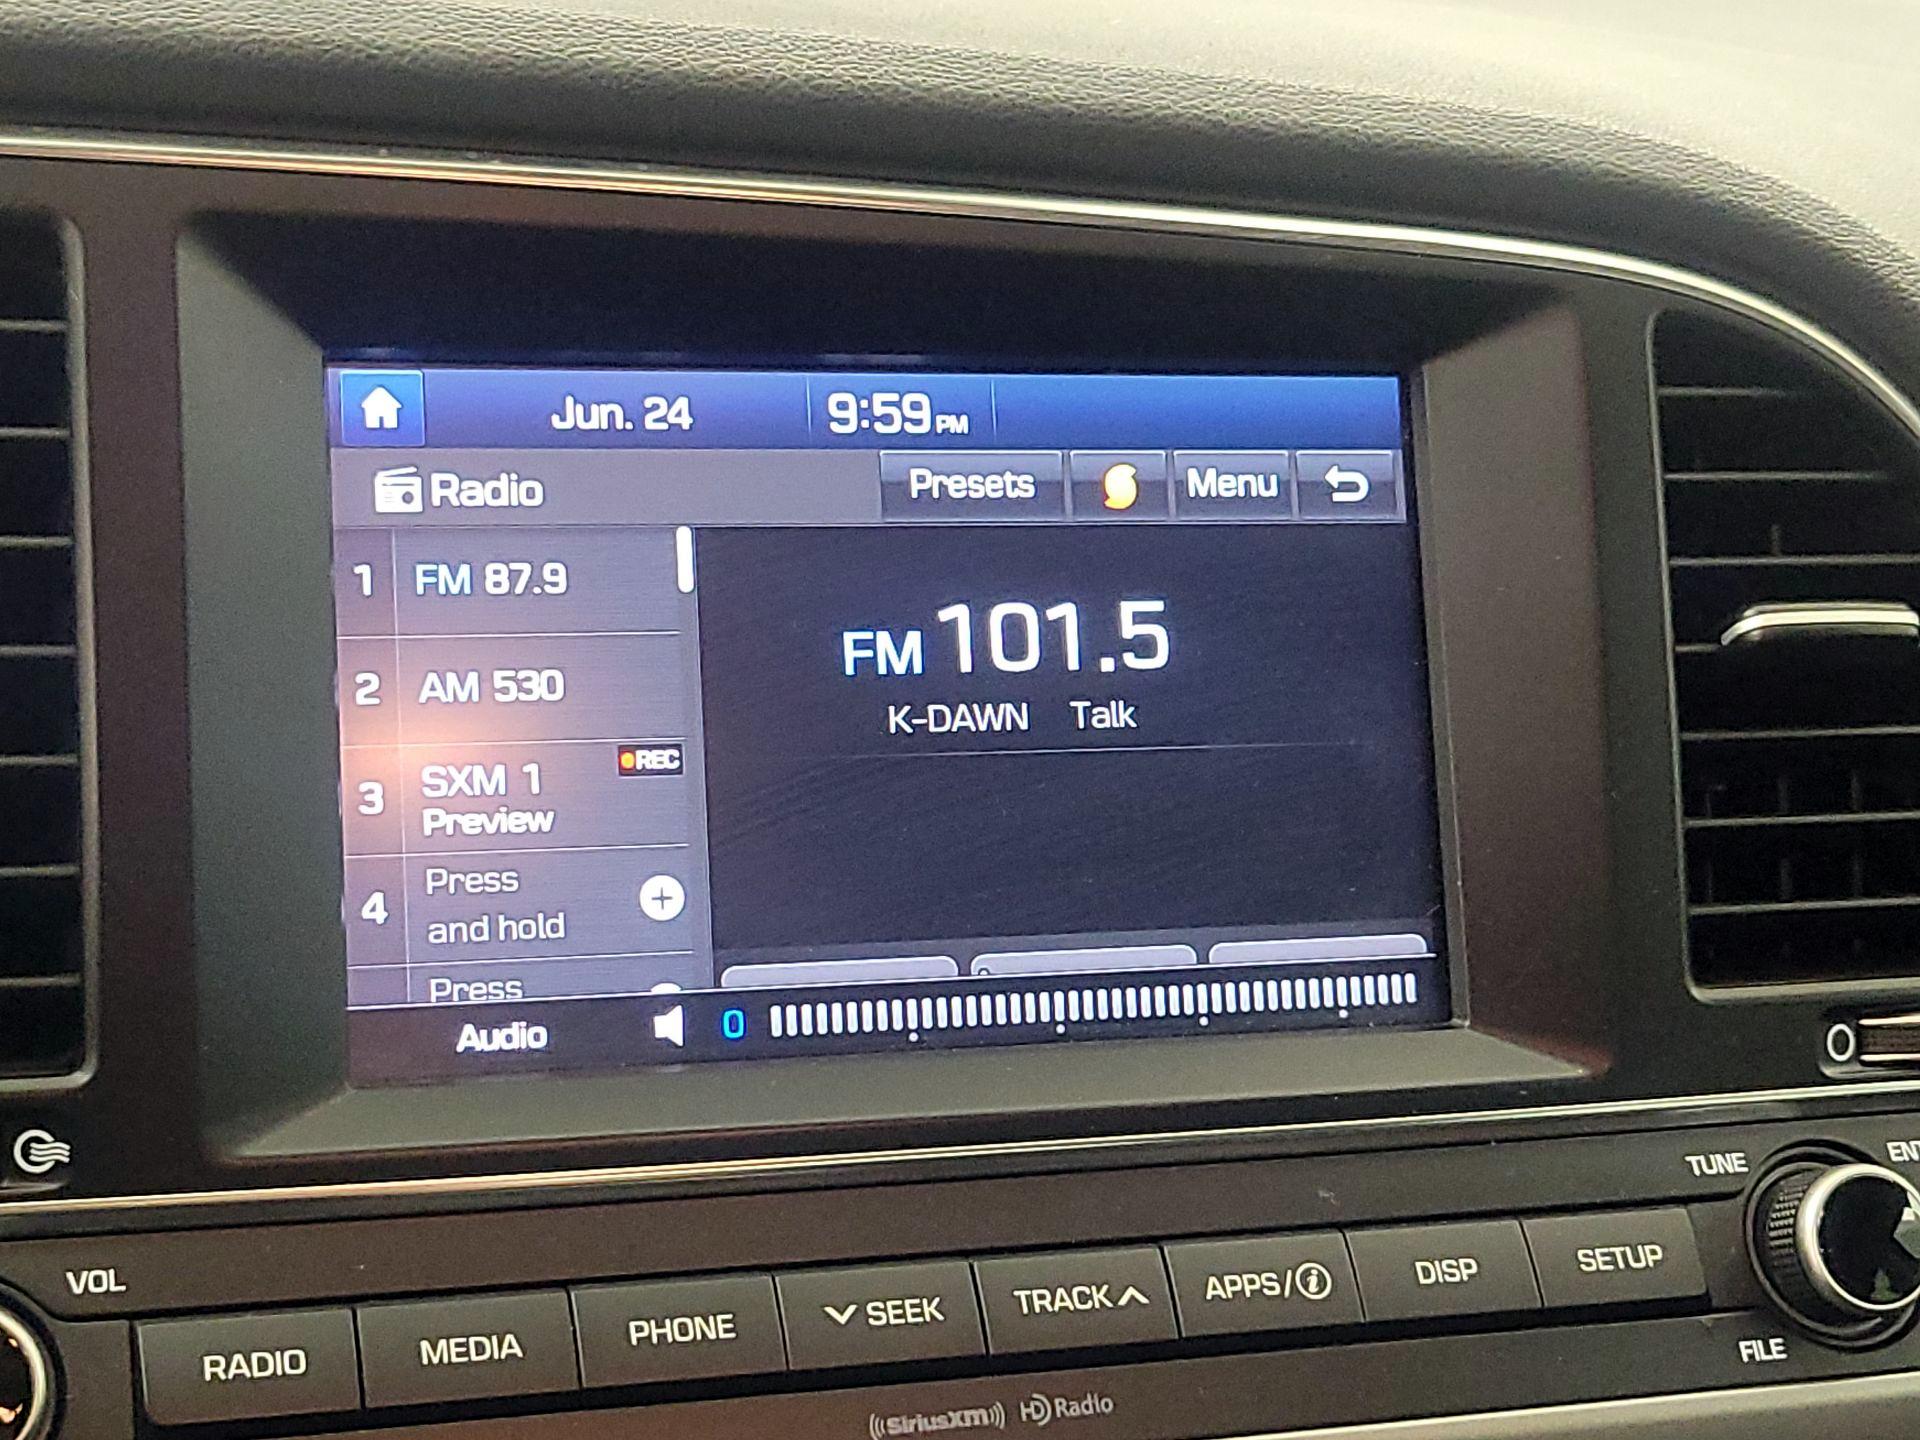 Jun. 24 9:59 PM
Radio Presets Menu
1 FM 87.9
2 AM 530
3 SXM 1 REC
Preview
4 Press
and hold
Press
FM 101.5
K-DAWN Talk
Audio 0
0
VOL
TUNE
RADIO MEDIA PHONE SEEK TRACK APPS/i DISP SETUP
FILE
((SiriusXM)) HD Radio